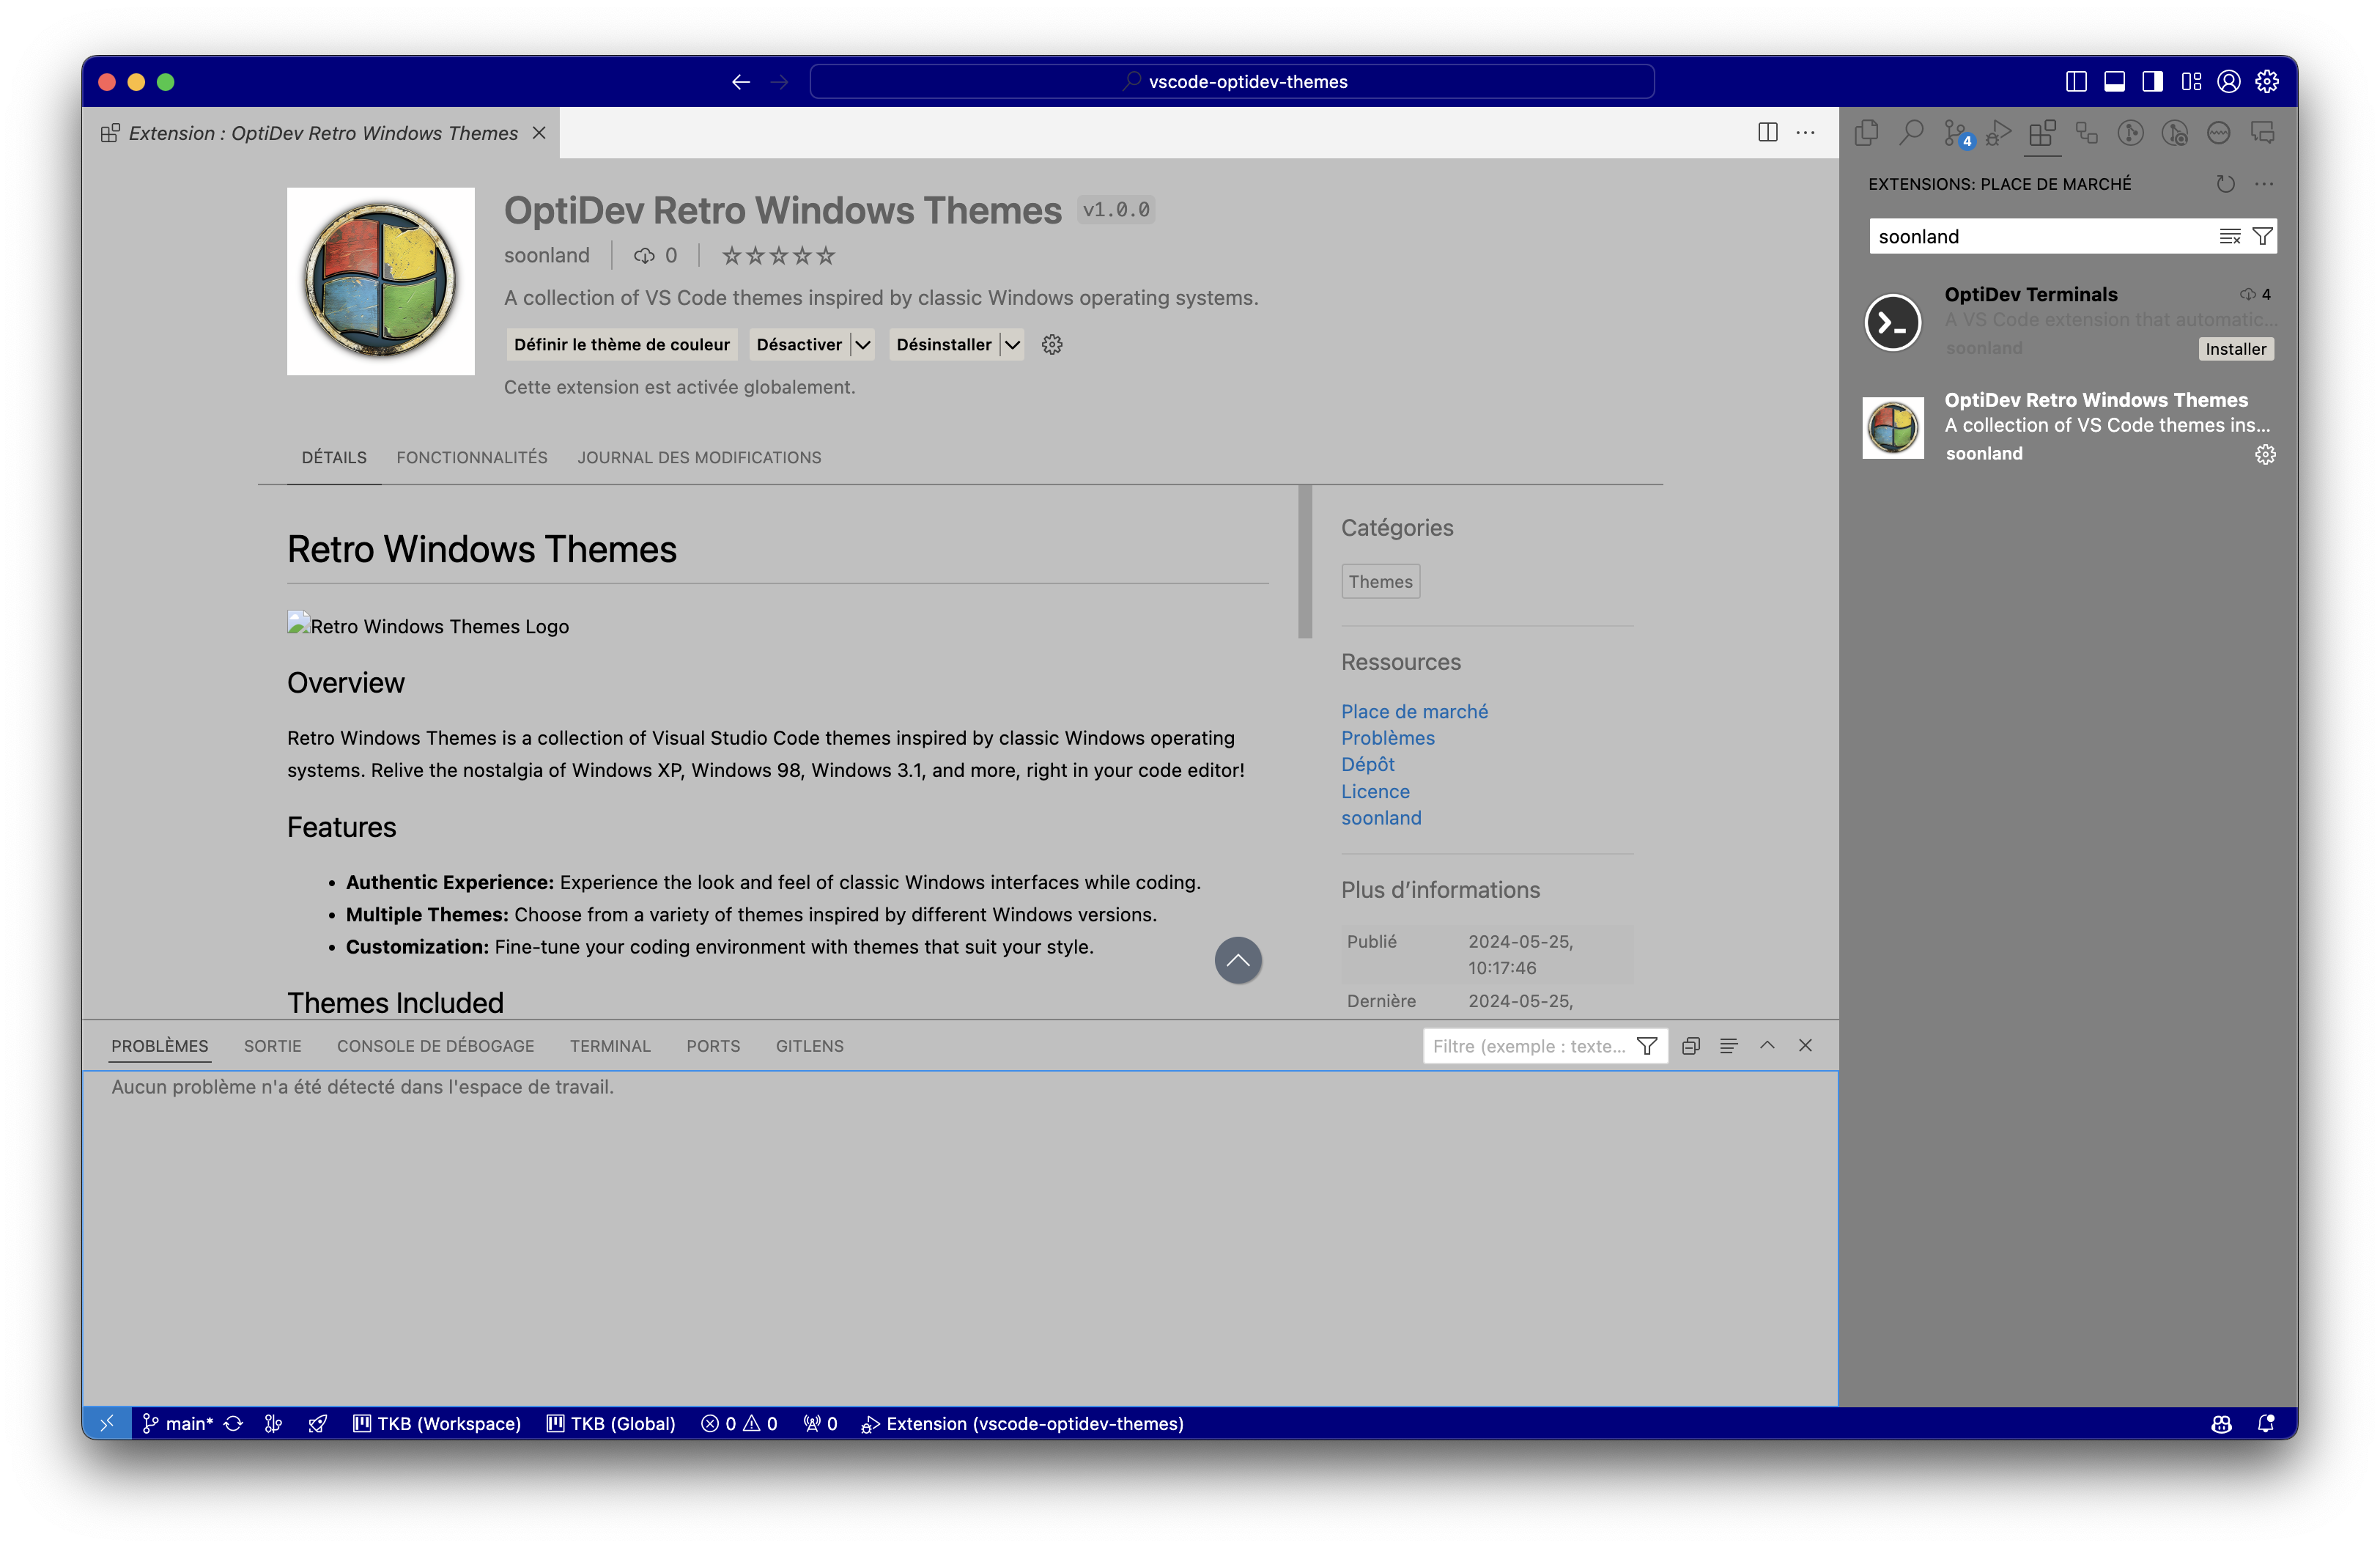 vscode-optidev-themes
Extension : OptiDev Retro Windows Themes
OptiDev Retro Windows Themes v1.0.0
soonland 0
A collection of VS Code themes inspired by classic Windows operating systems.
Définir le thème de couleur Désactiver Désinstaller
Cette extension est activée globalement.
DÉTAILS FONCTIONNALITÉS JOURNAL DES MODIFICATIONS
Retro Windows Themes
Retro Windows Themes Logo
Overview
Retro Windows Themes is a collection of Visual Studio Code themes inspired by classic Windows operating
systems. Relive the nostalgia of Windows XP, Windows 98, Windows 3.1, and more, right in your code editor!
Features
• Authentic Experience: Experience the look and feel of classic Windows interfaces while coding.
• Multiple Themes: Choose from a variety of themes inspired by different Windows versions.
• Customization: Fine-tune your coding environment with themes that suit your style.
Themes Included
Catégories
Themes
Ressources
Place de marché
Problèmes
Dépôt
Licence
soonland
Plus d’informations
Publié 2024-05-25,
10:17:46
Dernière 2024-05-25,
4
EXTENSIONS: PLACE DE MARCHÉ
soonland
OptiDev Terminals 4
A VS Code extension that automatic...
soonland Installer
OptiDev Retro Windows Themes
A collection of VS Code themes ins...
soonland
PROBLÈMES SORTIE CONSOLE DE DÉBOGAGE TERMINAL PORTS GITLENS
Filtre (exemple : texte...
Aucun problème n'a été détecté dans l'espace de travail.
main* TKB (Workspace) TKB (Global) 0 0 0 Extension (vscode-optidev-themes)